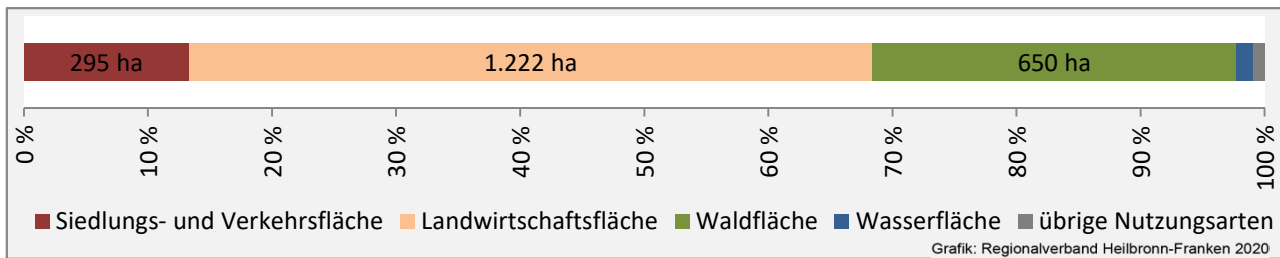 295 ha 1.222 ha 650 ha
0 % 10 % 20 % 30 % 40 % 50 % 60 % 70 % 80 % 90 % 100 %
Siedlungs- und Verkehrsfläche Landwirtschaftsfläche Waldfläche Wasserfläche übrige Nutzungsarten
Grafik: Regionalverband Heilbronn-Franken 2020